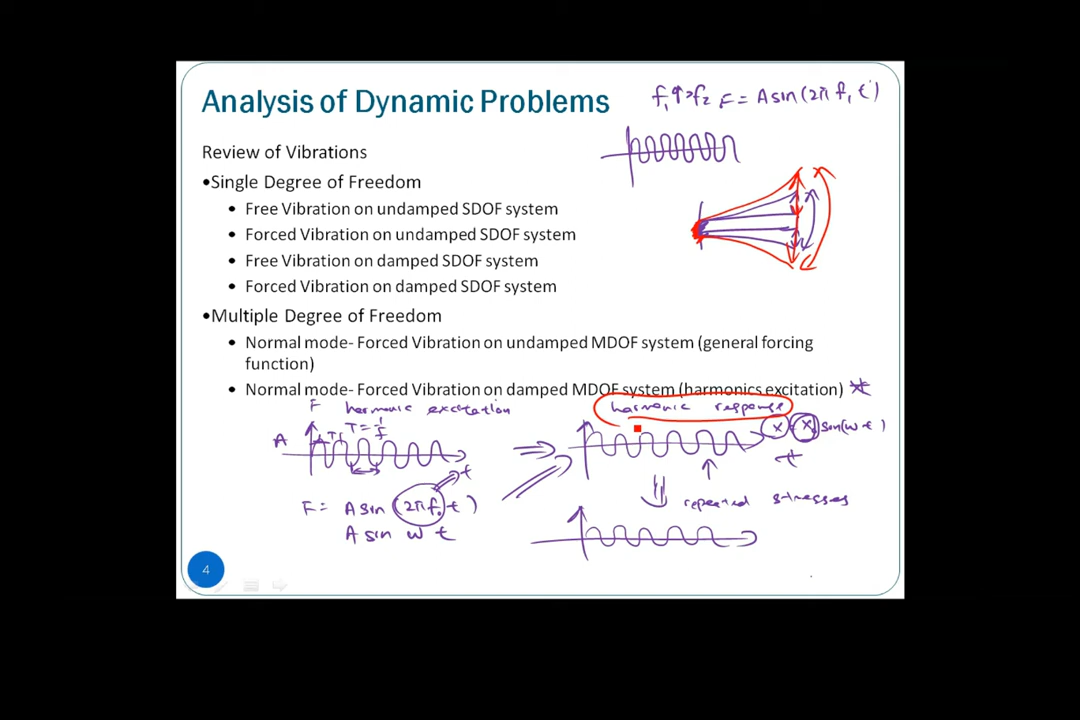 Analysis of Dynamic Problems
f₁↑>f₂ F = A sin(2π f₁ t)
Review of Vibrations
•Single Degree of Freedom
• Free Vibration on undamped SDOF system
• Forced Vibration on undamped SDOF system
• Free Vibration on damped SDOF system
• Forced Vibration on damped SDOF system
•Multiple Degree of Freedom
• Normal mode- Forced Vibration on undamped MDOF system (general forcing
function)
• Normal mode- Forced Vibration on damped MDOF system (harmonics excitation)
F harmonic excitation
harmonic response
A
T = 1/f
X X sin(wt)
t
F = A sin (2π f₀ t)
repeated stresses
A sin w t
4